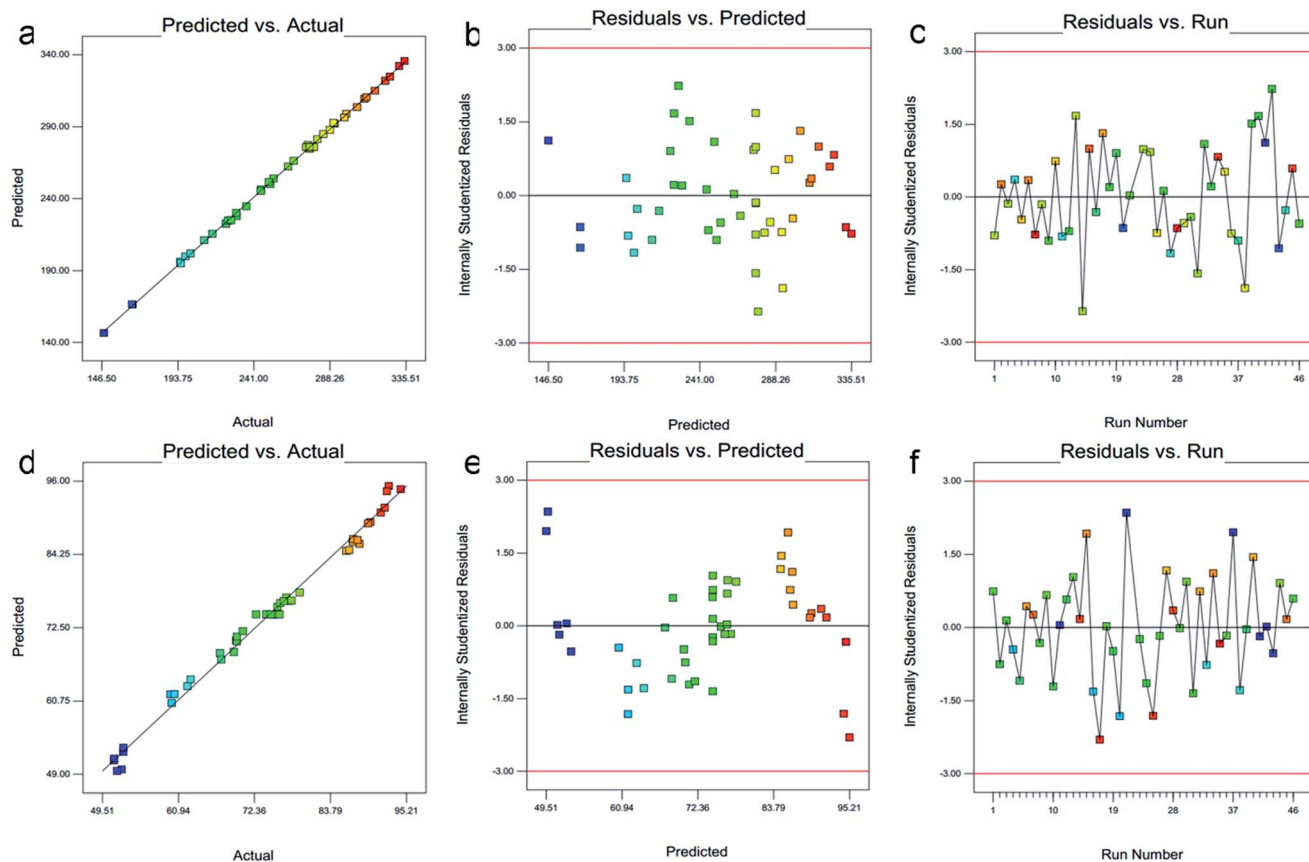 a
Predicted vs. Actual
340.00
290.00
240.00
190.00
140.00
Predicted
146.50 193.75 241.00 288.26 335.51
Actual
b
Residuals vs. Predicted
3.00
1.50
0.00
-1.50
-3.00
Internally Studentized Residuals
146.50 193.75 241.00 288.26 335.51
Predicted
c
Residuals vs. Run
3.00
1.50
0.00
-1.50
-3.00
Internally Studentized Residuals
1 10 19 28 37 46
Run Number
d
Predicted vs. Actual
96.00
84.25
72.50
60.75
49.00
Predicted
49.51 60.94 72.36 83.79 95.21
Actual
e
Residuals vs. Predicted
3.00
1.50
0.00
-1.50
-3.00
Internally Studentized Residuals
49.51 60.94 72.36 83.79 95.21
Predicted
f
Residuals vs. Run
3.00
1.50
0.00
-1.50
-3.00
Internally Studentized Residuals
1 10 19 28 37 46
Run Number